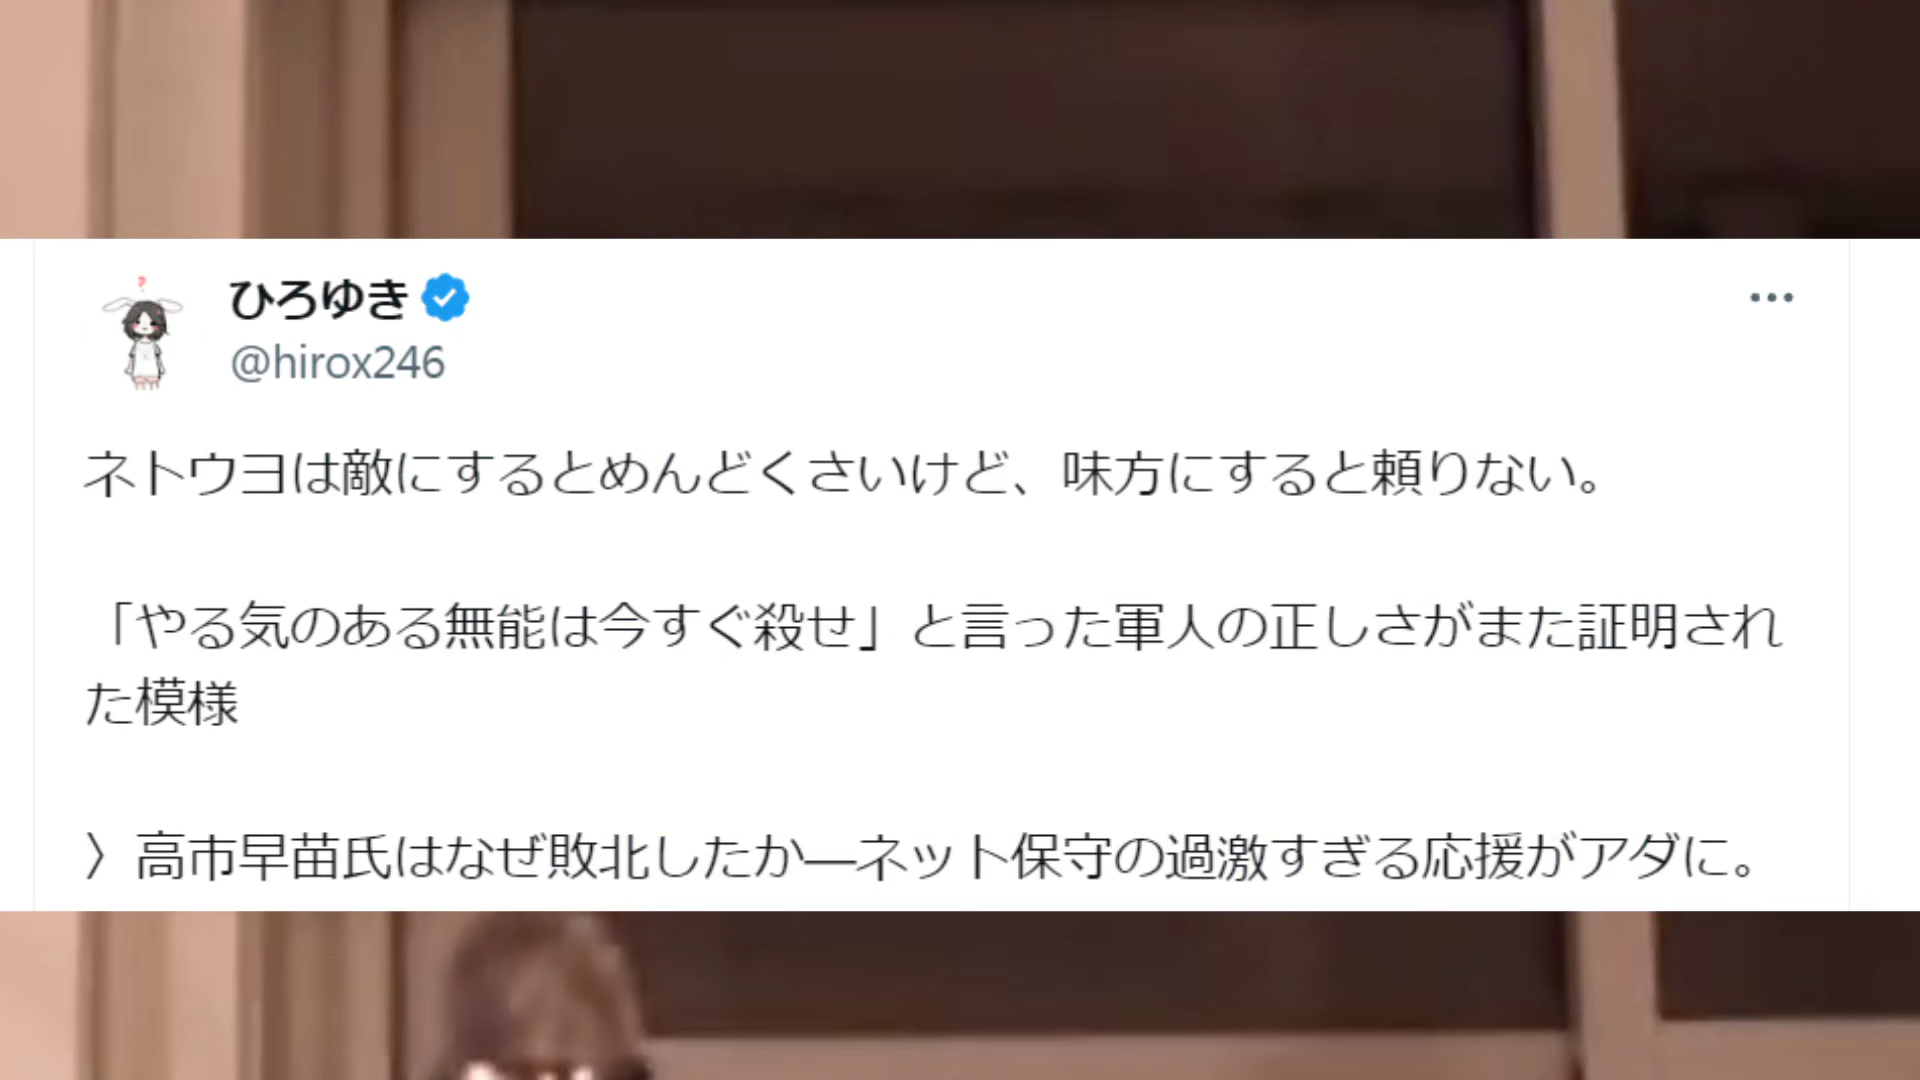 ?
ひろゆき
@hirox246
ネトウヨは敵にするとめんどくさいけど、味方にすると頼りない。
「やる気のある無能は今すぐ殺せ」と言った軍人の正しさがまた証明され
た模様
〉高市早苗氏はなぜ敗北したか―ネット保守の過激すぎる応援がアダに。